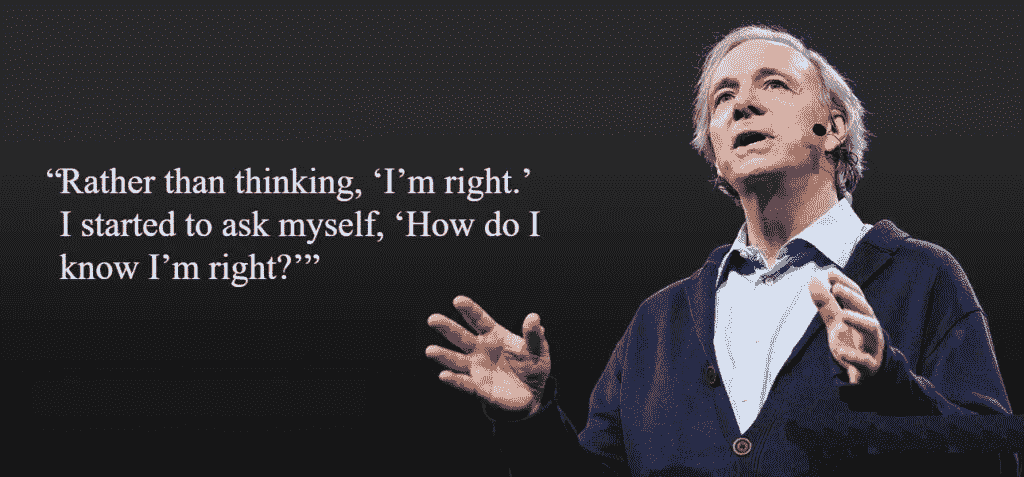 “Rather than thinking, ‘I’m right.’
I started to ask myself, ‘How do I
know I’m right?’”